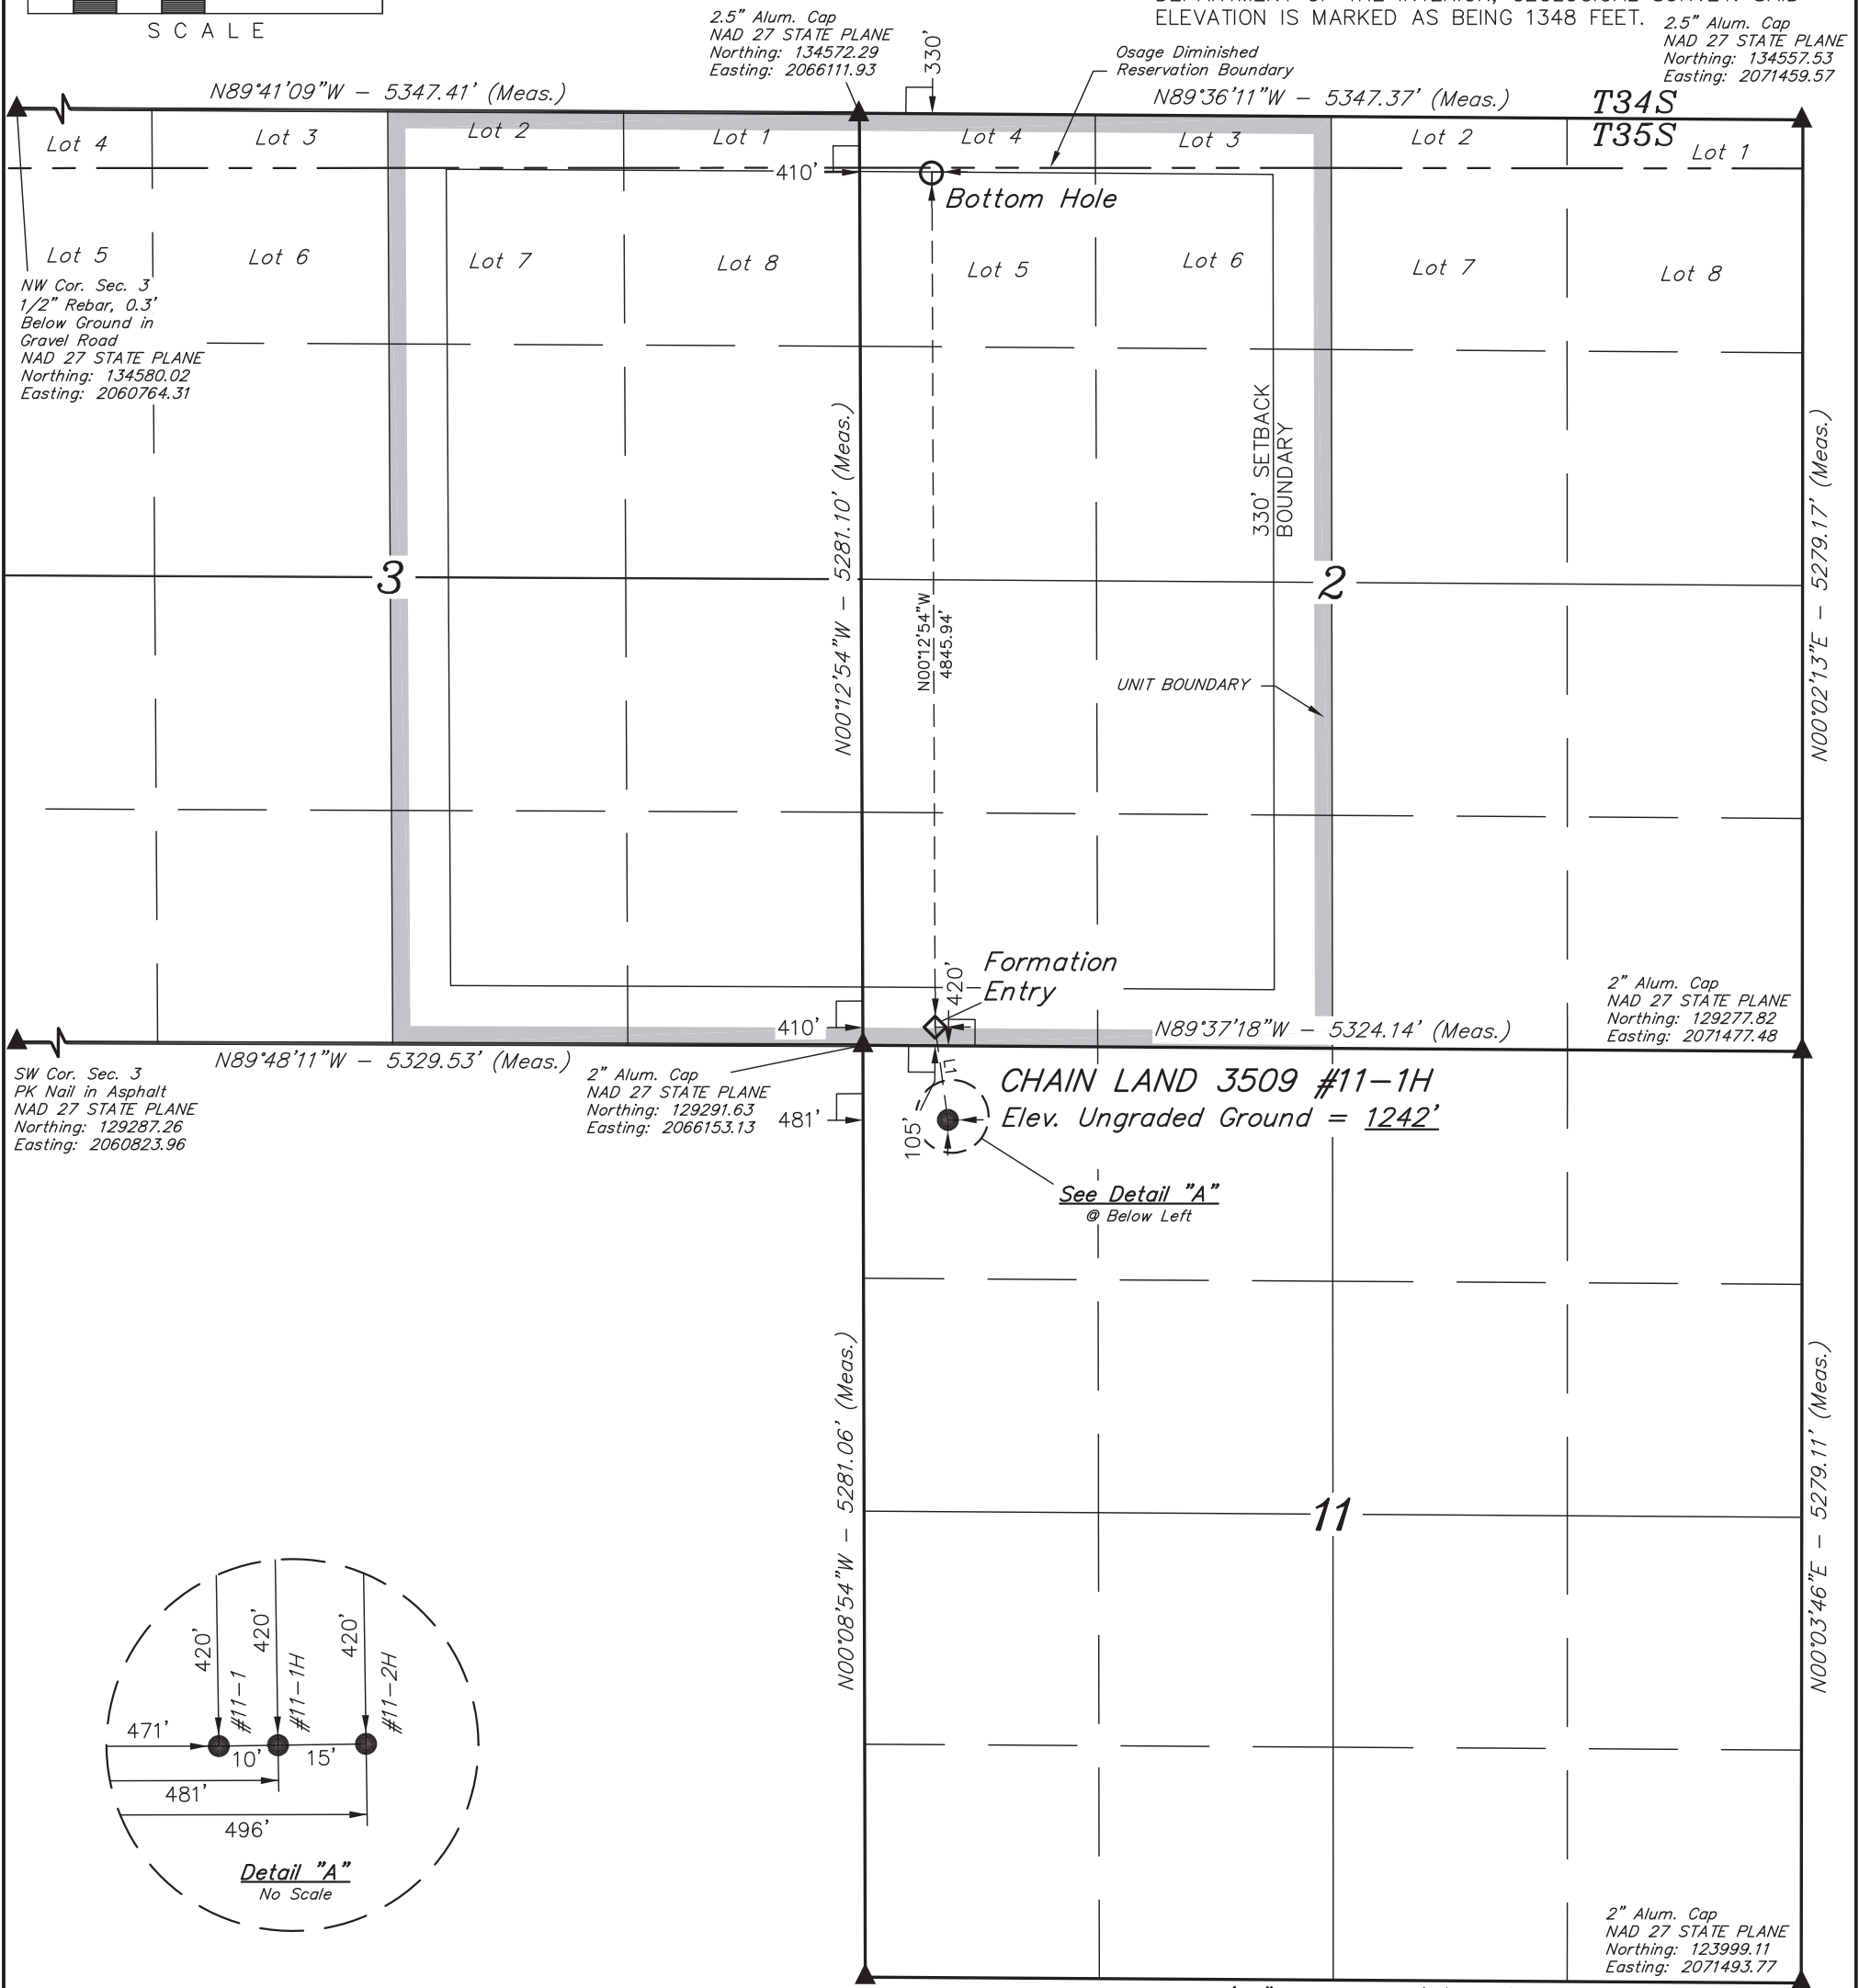 SCALE
ELEVATION IS MARKED AS BEING 1348 FEET.
2.5" Alum. Cap
NAD 27 STATE PLANE
Northing: 134572.29
Easting: 2066111.93
330'
Osage Diminished
Reservation Boundary
2.5" Alum. Cap
NAD 27 STATE PLANE
Northing: 134557.53
Easting: 2071459.57
N89°41'09"W - 5347.41' (Meas.)
N89°36'11"W - 5347.37' (Meas.)
T34S
T35S
Lot 4
Lot 3
Lot 2
Lot 1
Lot 4
Lot 3
Lot 2
Lot 1
410'
Bottom Hole
Lot 5
Lot 6
Lot 7
Lot 8
Lot 5
Lot 6
Lot 7
Lot 8
NW Cor. Sec. 3
1/2" Rebar, 0.3'
Below Ground in
Gravel Road
NAD 27 STATE PLANE
Northing: 134580.02
Easting: 2060764.31
N00°12'54"W - 5281.10' (Meas.)
330' SETBACK
BOUNDARY
N00°02'13"E - 5279.17' (Meas.)
3
2
N00°12'54"W
4845.94'
UNIT BOUNDARY
Formation
Entry
420'
410'
2" Alum. Cap
NAD 27 STATE PLANE
Northing: 129277.82
Easting: 2071477.48
N89°37'18"W - 5324.14' (Meas.)
N89°48'11"W - 5329.53' (Meas.)
SW Cor. Sec. 3
PK Nail in Asphalt
NAD 27 STATE PLANE
Northing: 129287.26
Easting: 2060823.96
2" Alum. Cap
NAD 27 STATE PLANE
Northing: 129291.63
Easting: 2066153.13
L1
481'
105'
CHAIN LAND 3509 #11-1H
Elev. Ungraded Ground = 1242'
See Detail "A"
@ Below Left
N00°08'54"W - 5281.06' (Meas.)
N00°03'46"E - 5279.11' (Meas.)
11
420'
420'
420'
#11-1
#11-1H
#11-2H
471'
10'
15'
481'
496'
Detail "A"
No Scale
2" Alum. Cap
NAD 27 STATE PLANE
Northing: 123999.11
Easting: 2071493.77